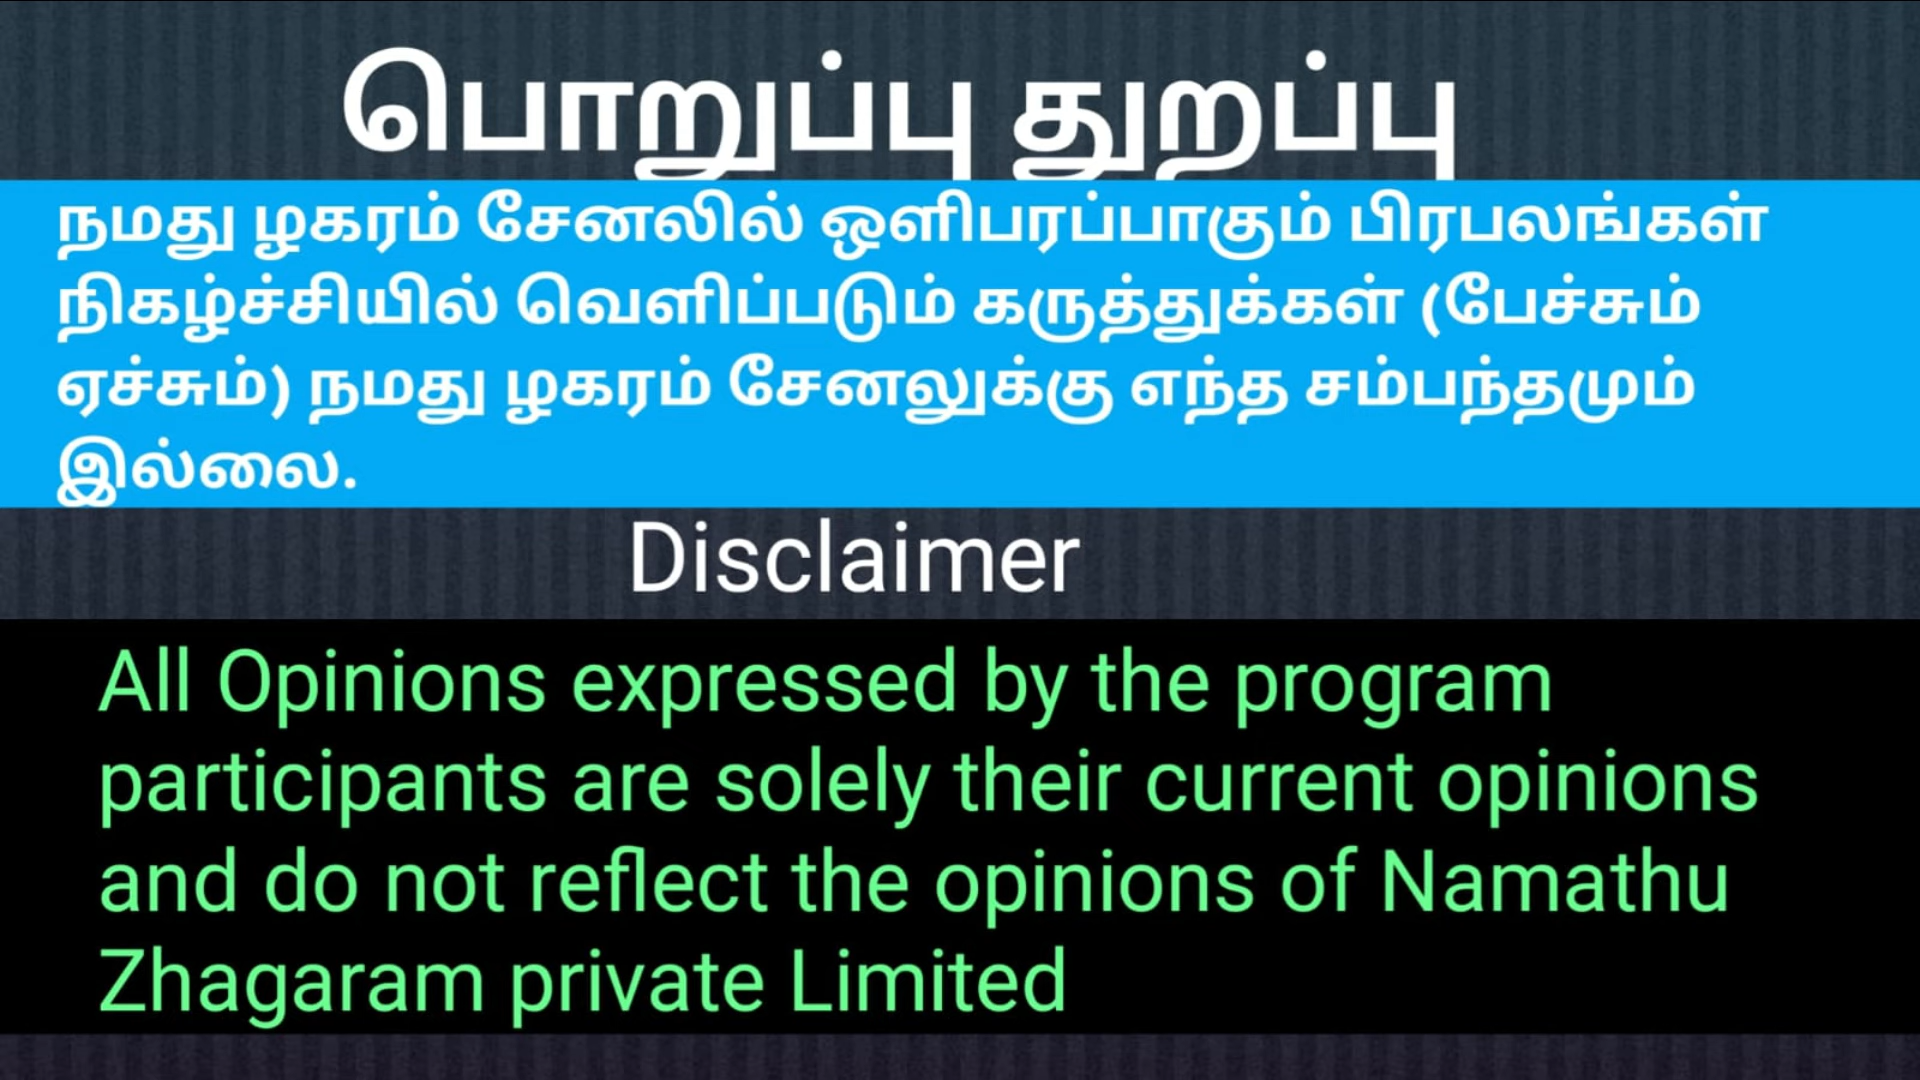 பொறுப்பு துறப்பு
நமது ழகரம் சேனலில் ஒளிபரப்பாகும் பிரபலங்கள்
நிகழ்ச்சியில் வெளிப்படும் கருத்துக்கள் (பேச்சும்
ஏச்சும்) நமது ழகரம் சேனலுக்கு எந்த சம்பந்தமும்
இல்லை.
Disclaimer
All Opinions expressed by the program
participants are solely their current opinions
and do not reflect the opinions of Namathu
Zhagaram private Limited